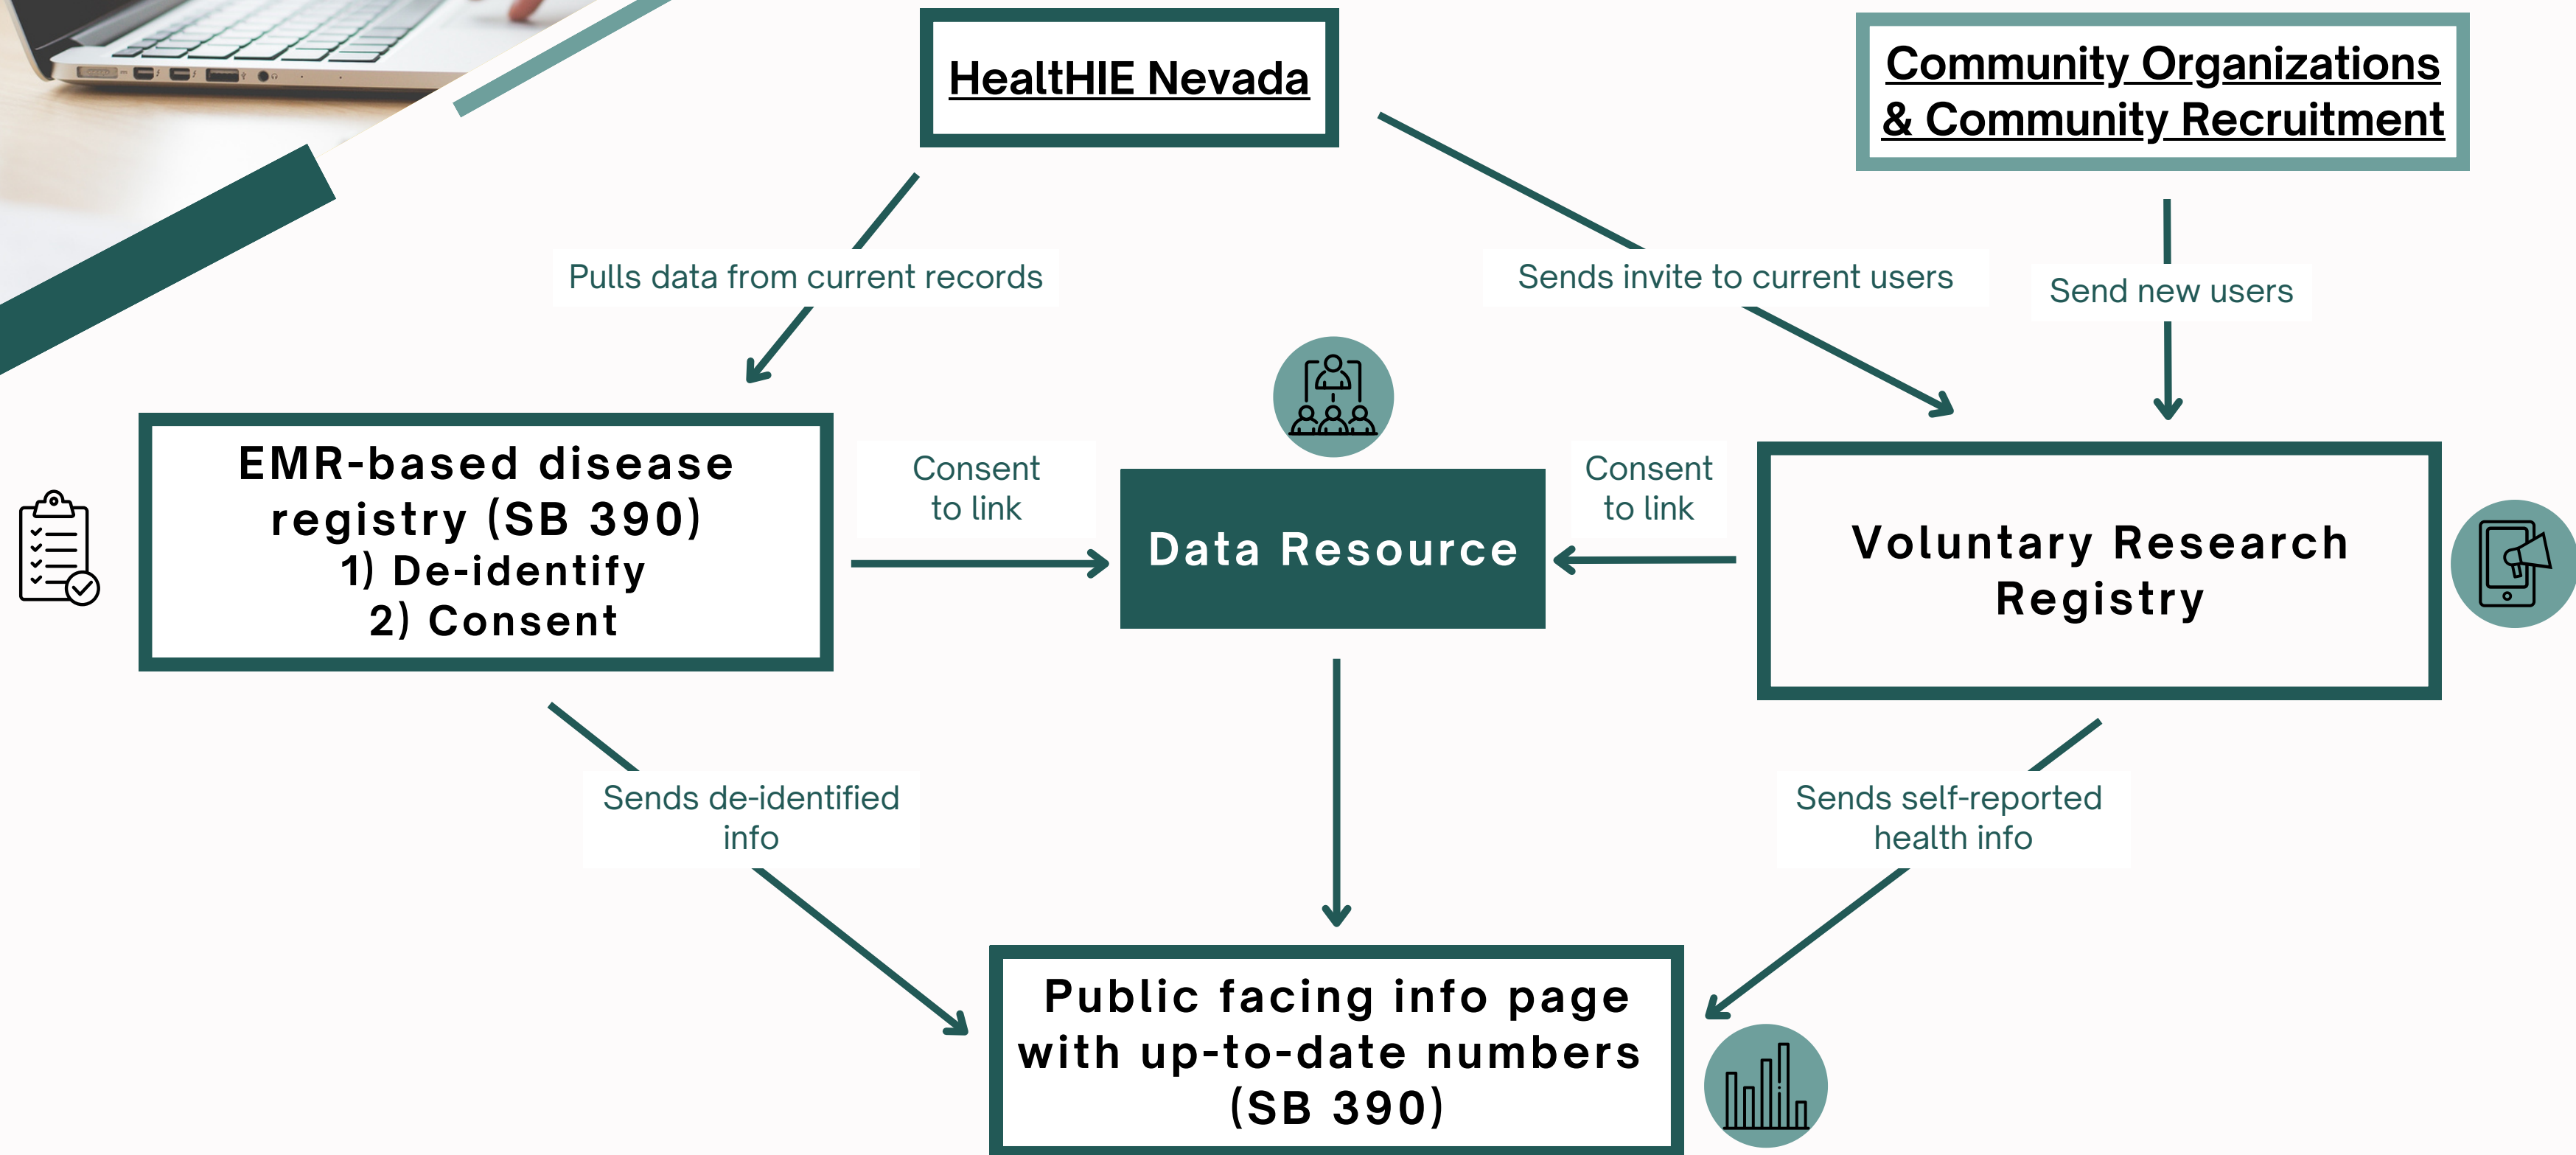 HealtHIE Nevada
Community Organizations
& Community Recruitment
Pulls data from current records
Sends invite to current users
Send new users
EMR-based disease
registry (SB 390)
1) De-identify
2) Consent
Consent
to link
Data Resource
Consent
to link
Voluntary Research
Registry
Sends de-identified
info
Sends self-reported
health info
Public facing info page
with up-to-date numbers
(SB 390)